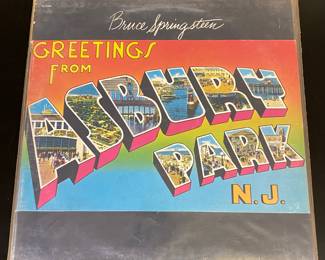 Bruce Springsteen
GREETINGS
FROM
ASBURY
PARK
N.J.